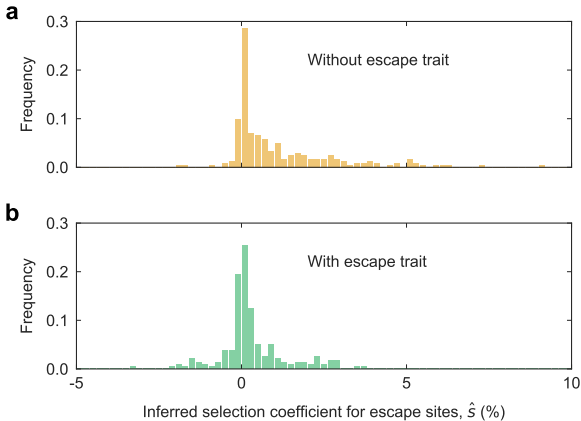 a
0.3
0.2
0.1
0.0
Frequency
Without escape trait
b
0.3
0.2
0.1
0.0
Frequency
With escape trait
-5
0
5
10
Inferred selection coefficient for escape sites, ŝ (%)